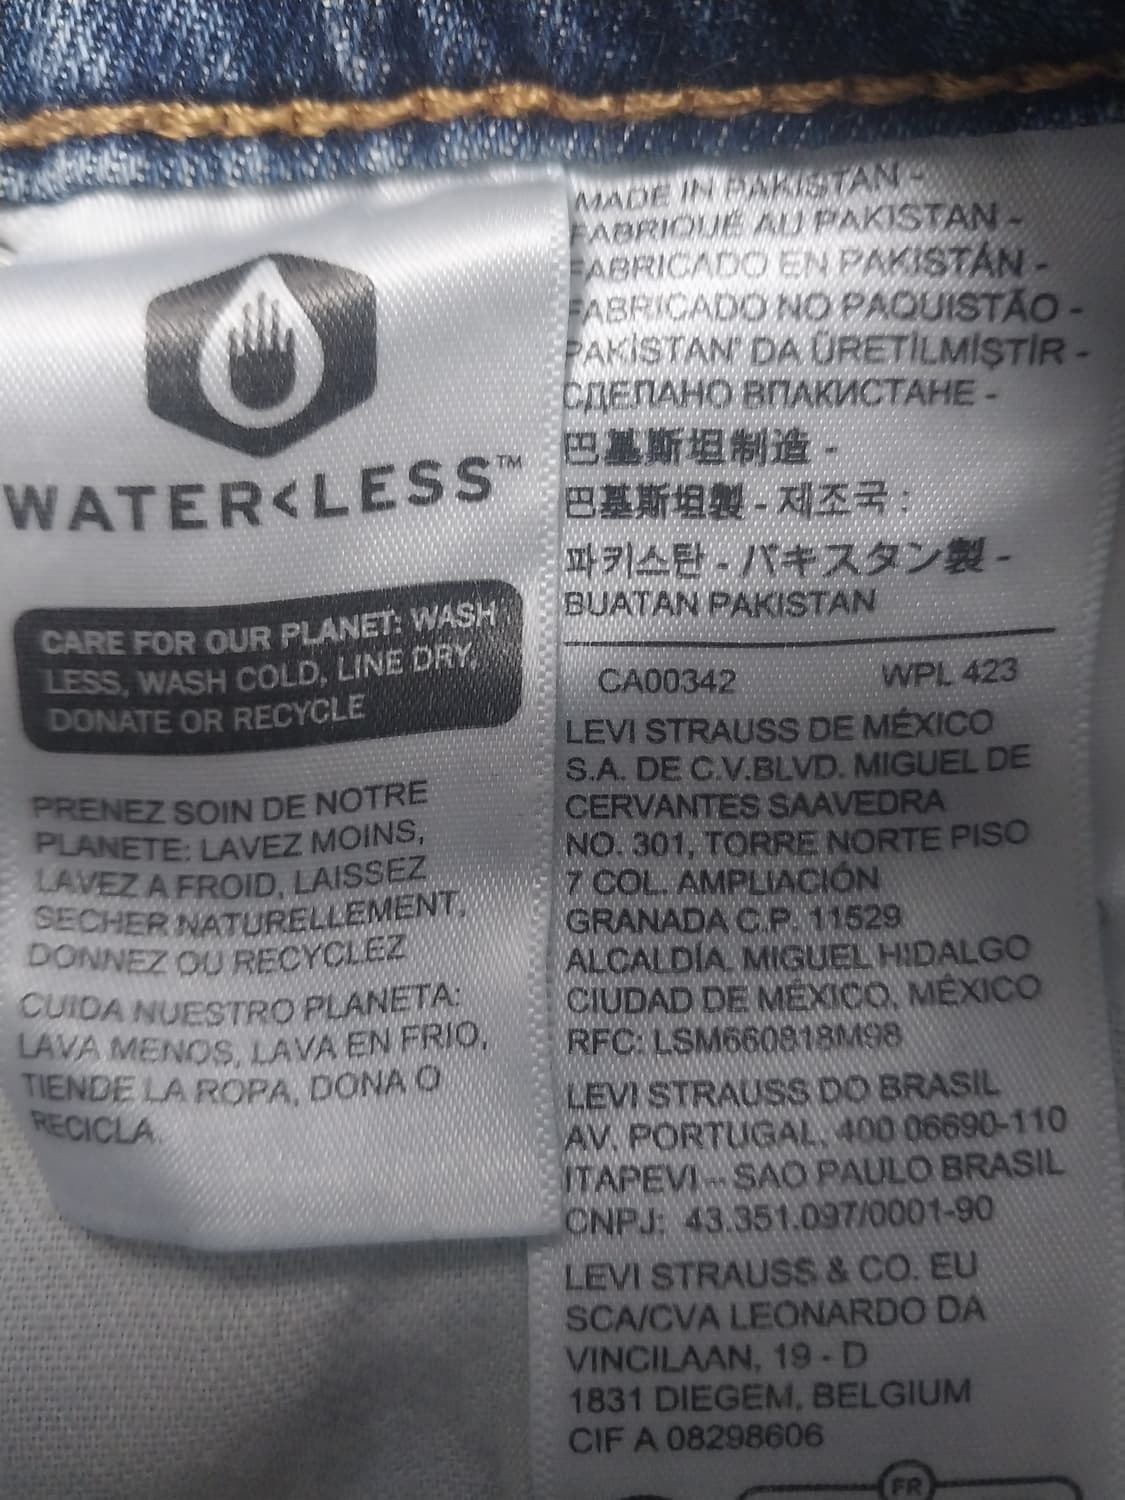 WATER<LESS™
CARE FOR OUR PLANET: WASH
LESS, WASH COLD, LINE DRY,
DONATE OR RECYCLE
PRENEZ SOIN DE NOTRE
PLANETE: LAVEZ MOINS,
LAVEZ A FROID, LAISSEZ
SECHER NATURELLEMENT,
DONNEZ OU RECYCLEZ
CUIDA NUESTRO PLANETA:
LAVA MENOS, LAVA EN FRIO,
TIENDE LA ROPA, DONA O
RECICLA.
MADE IN PAKISTAN -
FABRIQUÉ AU PAKISTAN -
FABRICADO EN PAKISTÁN -
FABRICADO NO PAQUISTÃO -
PAKİSTAN' DA ÜRETİLMİŞTİR -
СДЕЛАНО ВПАКИСТАНЕ -
巴基斯坦制造 -
巴基斯坦製 - 제조국 :
파키스탄 - パキスタン製 -
BUATAN PAKISTAN
CA00342 WPL 423
LEVI STRAUSS DE MÉXICO
S.A. DE C.V.BLVD. MIGUEL DE
CERVANTES SAAVEDRA
NO. 301, TORRE NORTE PISO
7 COL. AMPLIACIÓN
GRANADA C.P. 11529
ALCALDÍA. MIGUEL HIDALGO
CIUDAD DE MÉXICO, MÉXICO
RFC: LSM660818M98
LEVI STRAUSS DO BRASIL
AV. PORTUGAL, 400 06690-110
ITAPEVI -- SAO PAULO BRASIL
CNPJ: 43.351.097/0001-90
LEVI STRAUSS & CO. EU
SCA/CVA LEONARDO DA
VINCILAAN, 19 - D
1831 DIEGEM, BELGIUM
CIF A 08298606
FR